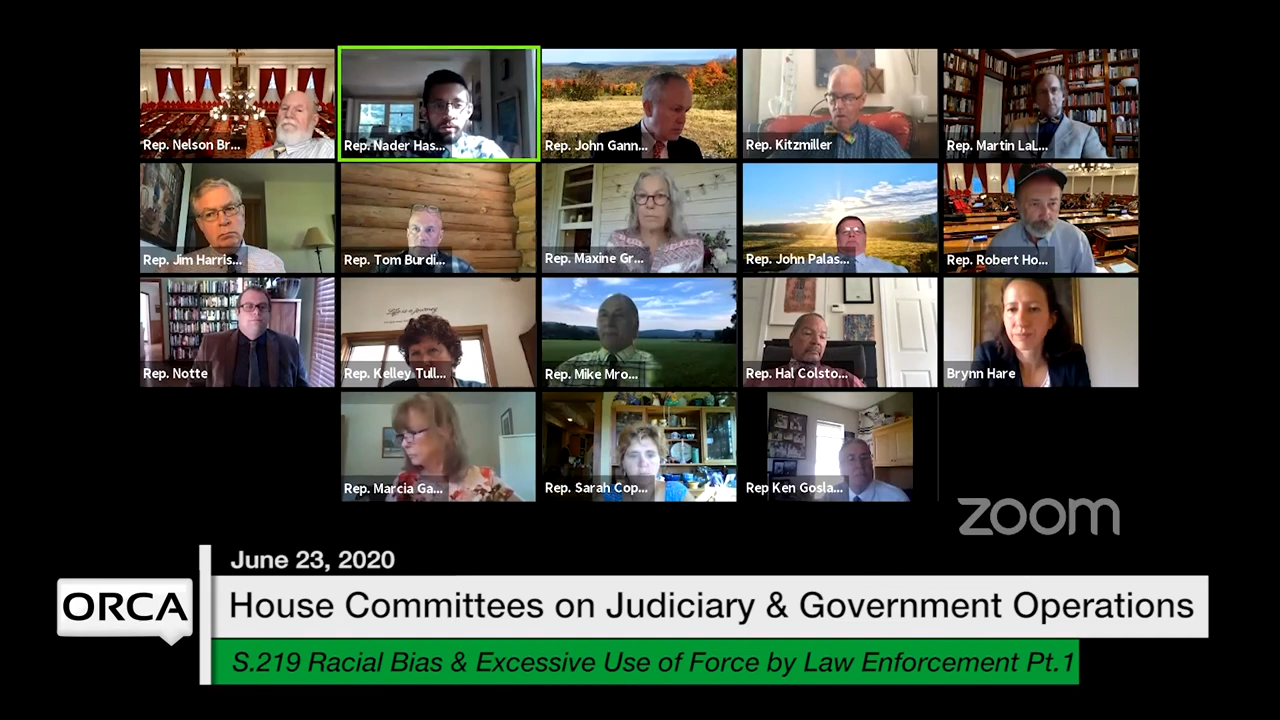 Rep. Nelson Br...
Rep. Nader Has...
Rep. John Gann...
Rep. Kitzmiller
Rep. Martin LaL...
Rep. Jim Harris...
Rep. Tom Burdi...
Rep. Maxine Gr...
Rep. John Palas...
Rep. Robert Ho...
Rep. Notte
Life is a journey
Rep. Kelley Tull...
Rep. Mike Mro...
Rep. Hal Colsto...
Brynn Hare
Rep. Marcia Ga...
Rep. Sarah Cop...
Rep Ken Gosla...
zoom
June 23, 2020
ORCA
House Committees on Judiciary & Government Operations
S.219 Racial Bias & Excessive Use of Force by Law Enforcement Pt.1